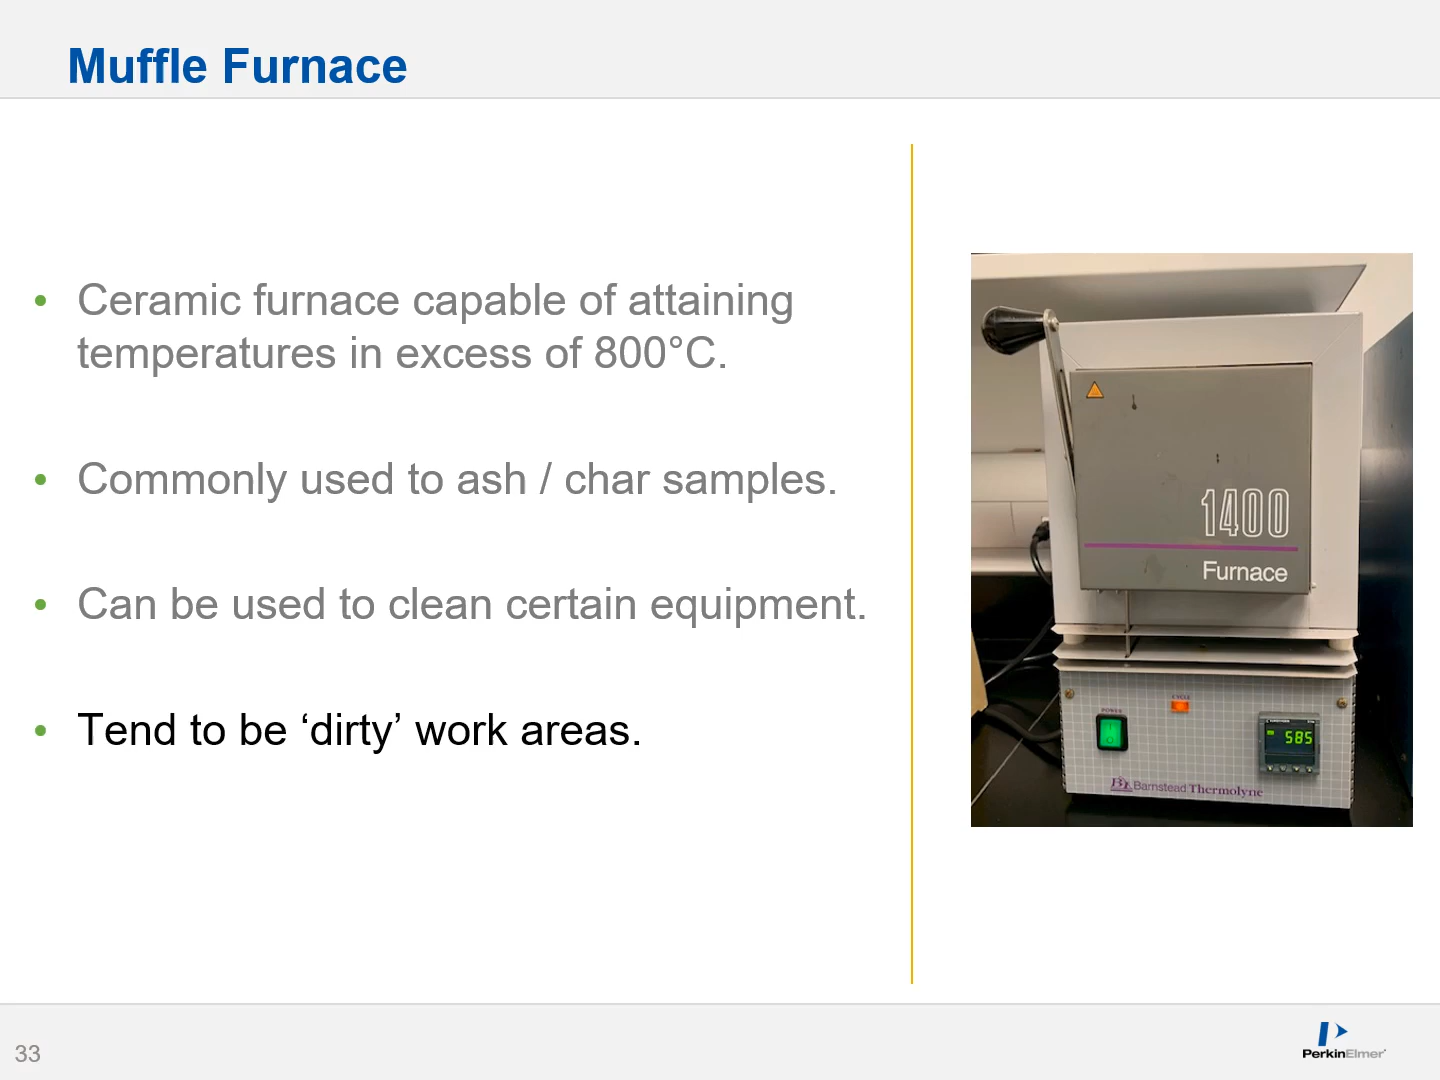 Muffle Furnace
• Ceramic furnace capable of attaining
temperatures in excess of 800°C.
• Commonly used to ash / char samples.
• Can be used to clean certain equipment.
• Tend to be ‘dirty’ work areas.
1400
Furnace
CYCLE
POWER
585
Barnstead Thermolyne
33
PerkinElmer